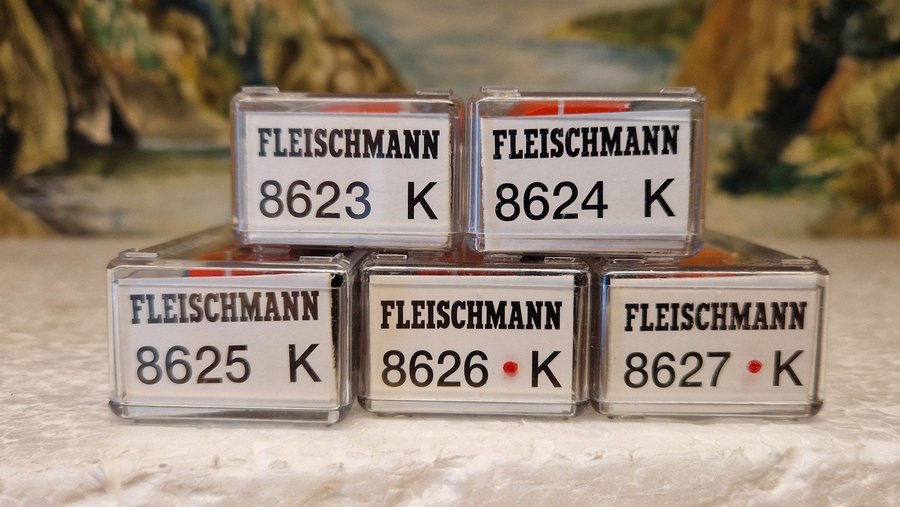 FLEISCHMANN
8623 K
FLEISCHMANN
8624 K
FLEISCHMANN
8625 K
FLEISCHMANN
8626 K
FLEISCHMANN
8627 K